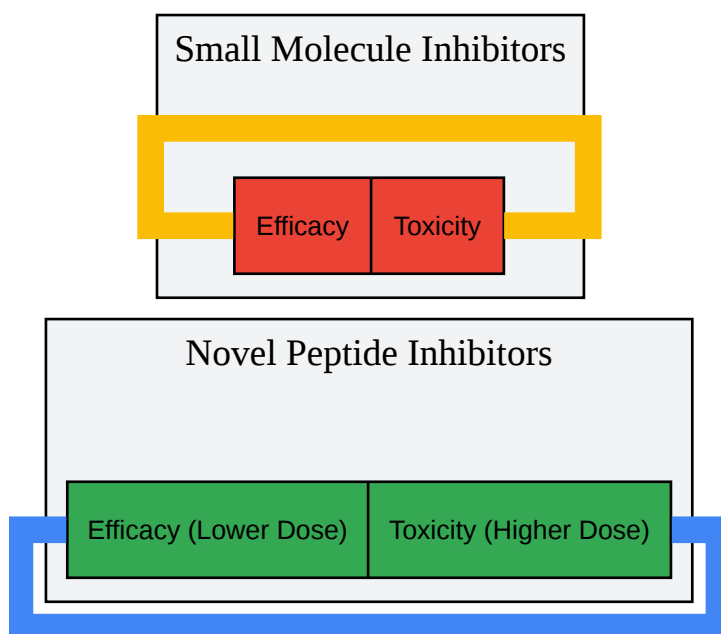 Small Molecule Inhibitors
Efficacy
Toxicity
Novel Peptide Inhibitors
Efficacy (Lower Dose)
Toxicity (Higher Dose)